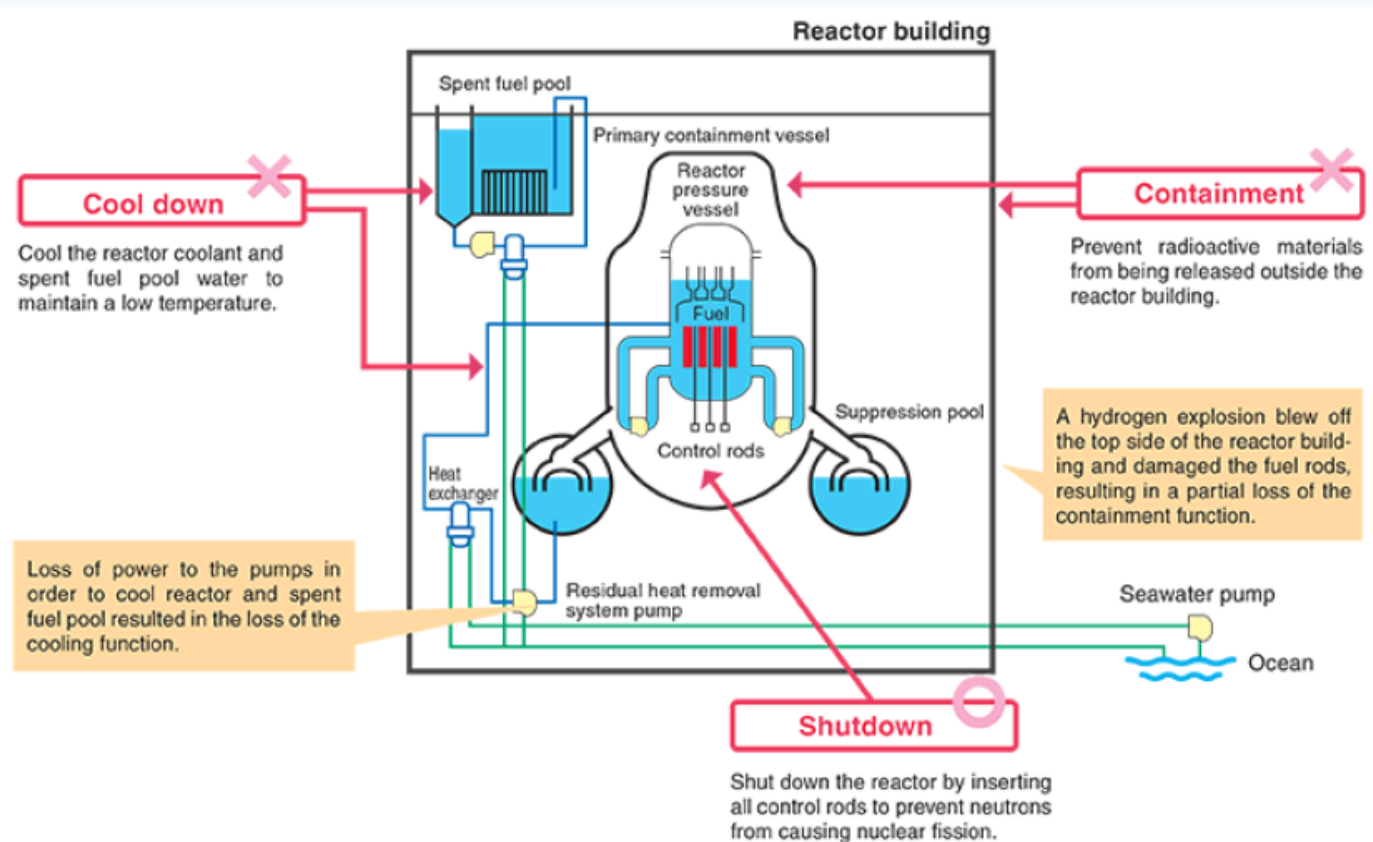 Reactor building
Spent fuel pool
Primary containment vessel
Reactor
pressure
vessel
Cool down
Containment
Cool the reactor coolant and
spent fuel pool water to
maintain a low temperature.
Prevent radioactive materials
from being released outside the
reactor building.
Fuel
Suppression pool
A hydrogen explosion blew off
the top side of the reactor build-
ing and damaged the fuel rods,
resulting in a partial loss of the
containment function.
Control rods
Heat
exchanger
Loss of power to the pumps in
order to cool reactor and spent
fuel pool resulted in the loss of the
cooling function.
Residual heat removal
system pump
Seawater pump
Ocean
Shutdown
Shut down the reactor by inserting
all control rods to prevent neutrons
from causing nuclear fission.